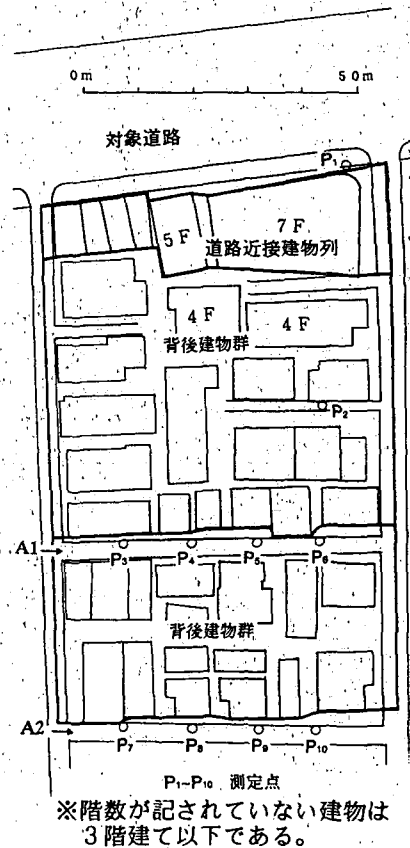 0m 50m
対象道路
P1
5F
7F
道路近接建物列
4F
4F
背後建物群
P2
A1
P3 P4 P5 P6
背後建物群
A2
P7 P8 P9 P10
P1~P10 測定点
※階数が記されていない建物は
3階建て以下である。